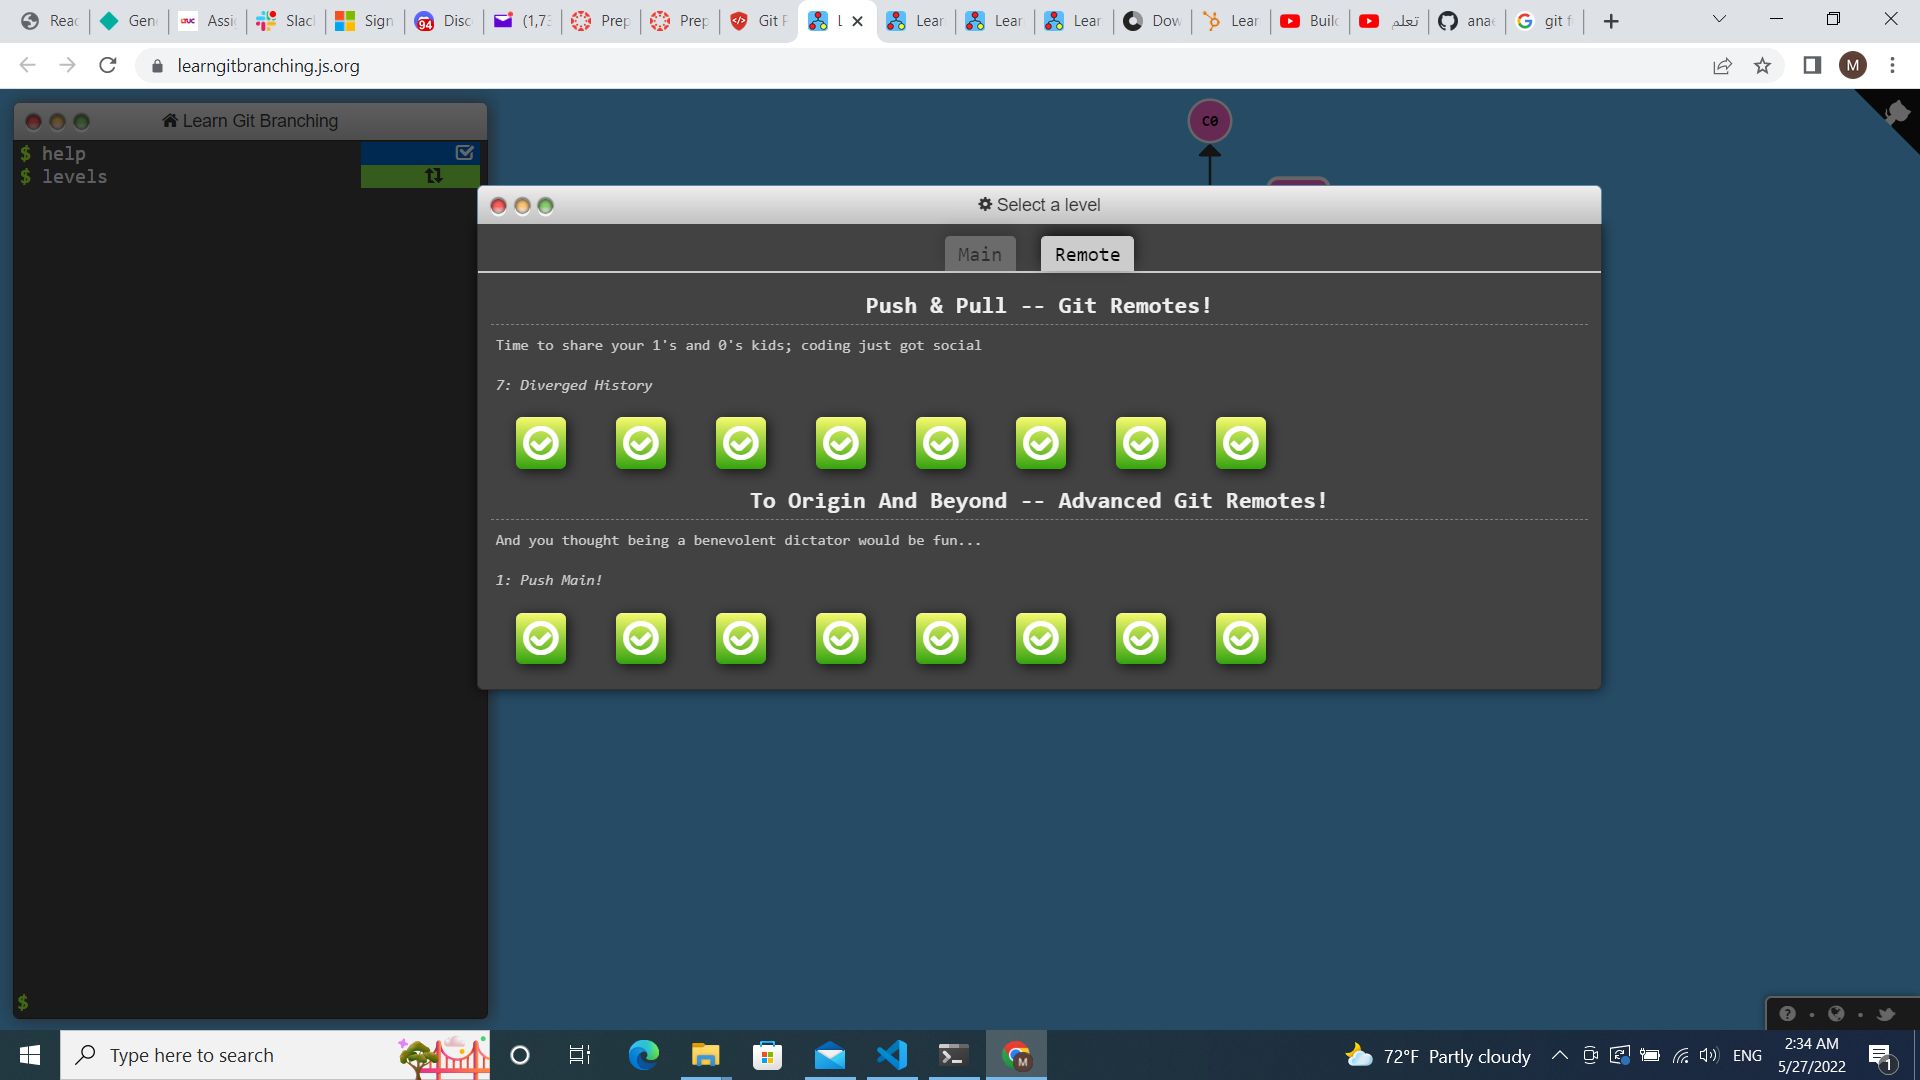 Reac
Gen
Assi
Slac
Sign
Disc
(1,73
Prep
Prep
Git F
L
Lear
Lear
Lear
Dow
Lear
Build
تعلم
anae
git f
learngitbranching.js.org
M
Learn Git Branching
$ help
$ levels
$
C0
Select a level
Main
Remote
Push & Pull -- Git Remotes!
Time to share your 1's and 0's kids; coding just got social
7: Diverged History
To Origin And Beyond -- Advanced Git Remotes!
And you thought being a benevolent dictator would be fun...
1: Push Main!
Type here to search
72°F Partly cloudy
ENG
2:34 AM
5/27/2022
1